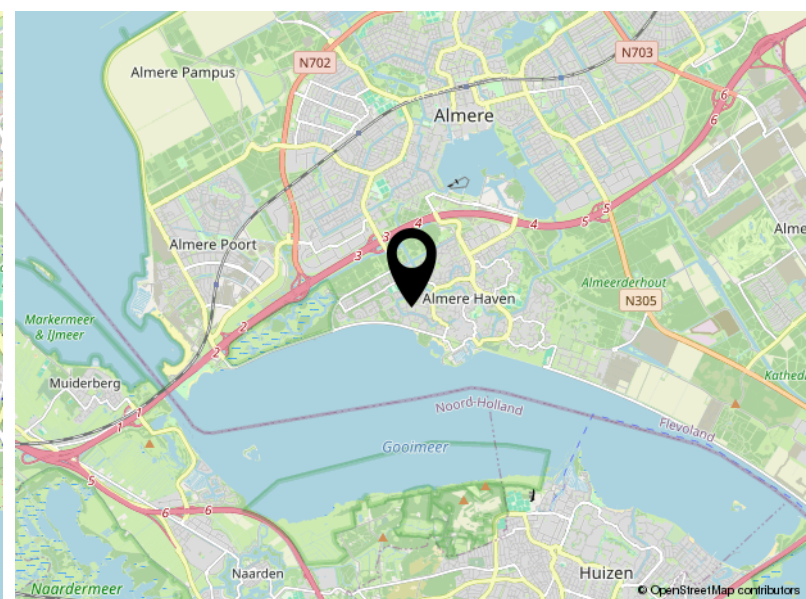 N702
N703
Almere Pampus
6
6
Almere
4
4
5
5
3
3
Alme
Almere Poort
Almere Haven
Almeerderhout
N305
Markermeer
& IJmeer
2
2
Muiderberg
Kathed
Noord-Holland
Flevoland
1
1
Gooimeer
5
6
6
Naarden
Huizen
Naardermeer
© OpenStreetMap contributors